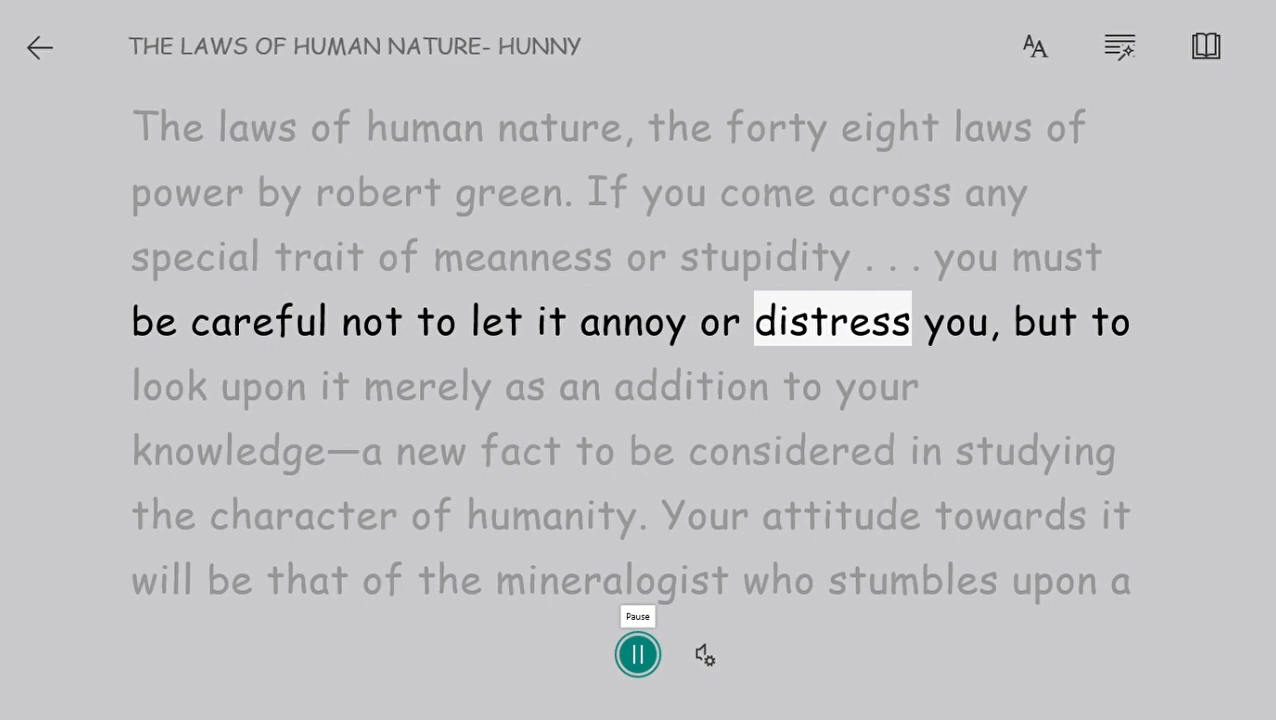 THE LAWS OF HUMAN NATURE- HUNNY
The laws of human nature, the forty eight laws of
power by robert green. If you come across any
special trait of meanness or stupidity . . . you must
be careful not to let it annoy or distress you, but to
look upon it merely as an addition to your
knowledge—a new fact to be considered in studying
the character of humanity. Your attitude towards it
will be that of the mineralogist who stumbles upon a
Pause